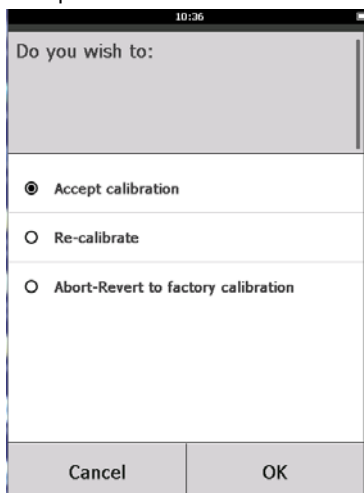 10:36
Do you wish to:
Accept calibration
Re-calibrate
Abort-Revert to factory calibration
Cancel
OK